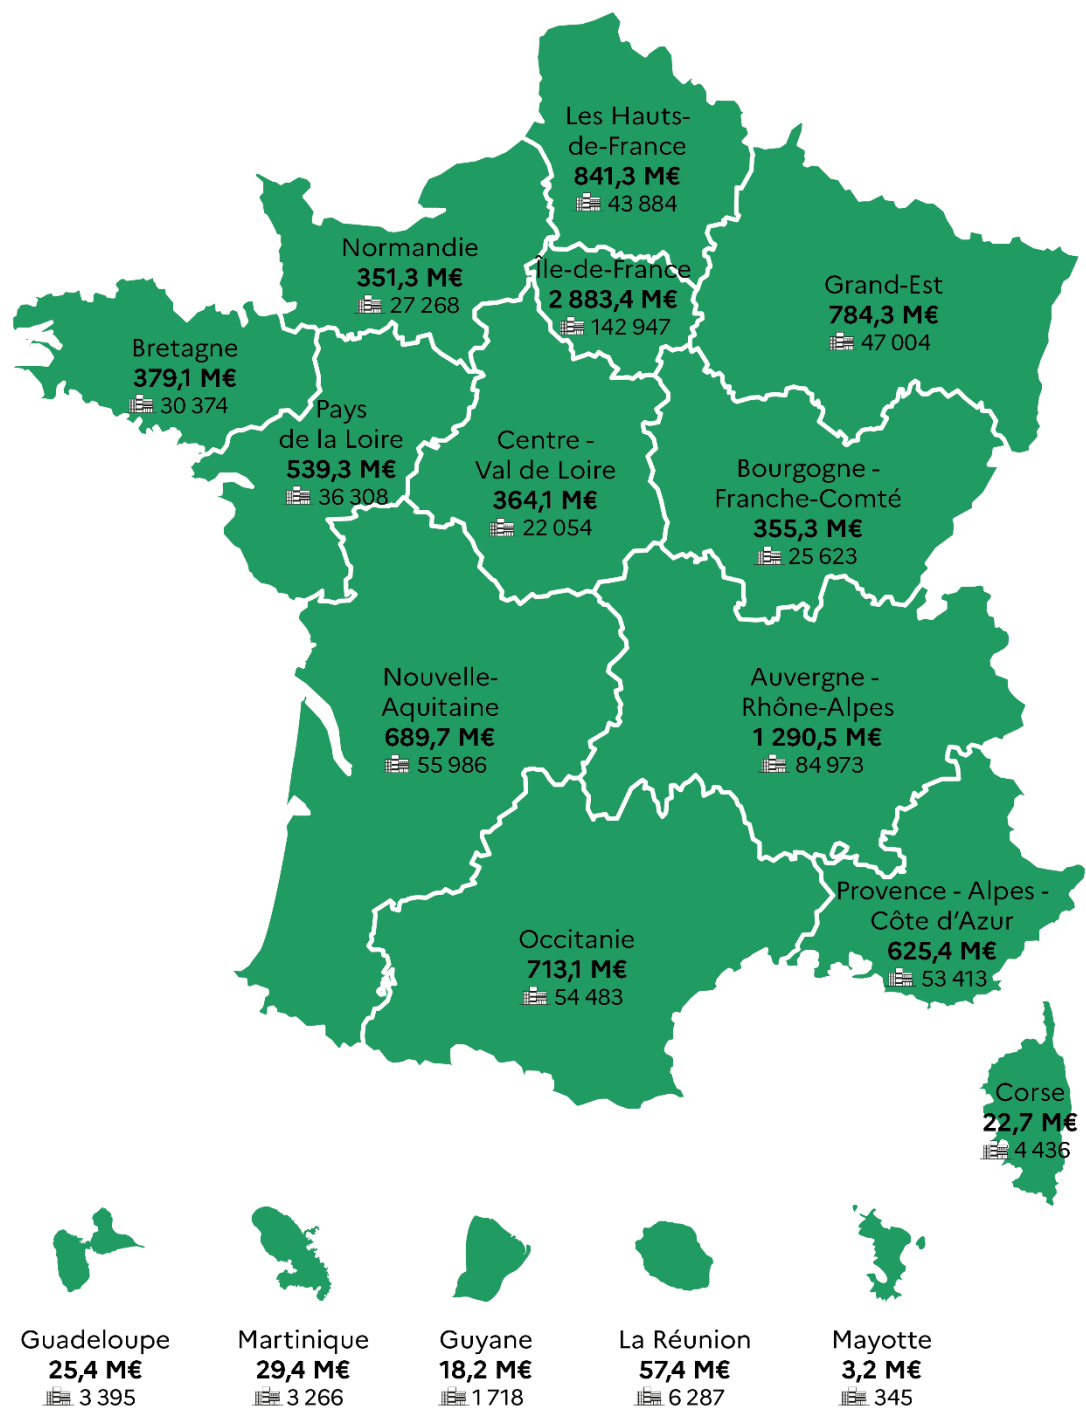 Les Hauts-
de-France
841,3 M€
43 884
Normandie
351,3 M€
27 268
Île-de-France
2 883,4 M€
142 947
Grand-Est
784,3 M€
47 004
Bretagne
379,1 M€
30 374
Pays
de la Loire
539,3 M€
36 308
Centre -
Val de Loire
364,1 M€
22 054
Bourgogne -
Franche-Comté
355,3 M€
25 623
Nouvelle-
Aquitaine
689,7 M€
55 986
Auvergne -
Rhône-Alpes
1 290,5 M€
84 973
Occitanie
713,1 M€
54 483
Provence - Alpes -
Côte d’Azur
625,4 M€
53 413
Corse
22,7 M€
4 436
Guadeloupe
25,4 M€
3 395
Martinique
29,4 M€
3 266
Guyane
18,2 M€
1 718
La Réunion
57,4 M€
6 287
Mayotte
3,2 M€
345